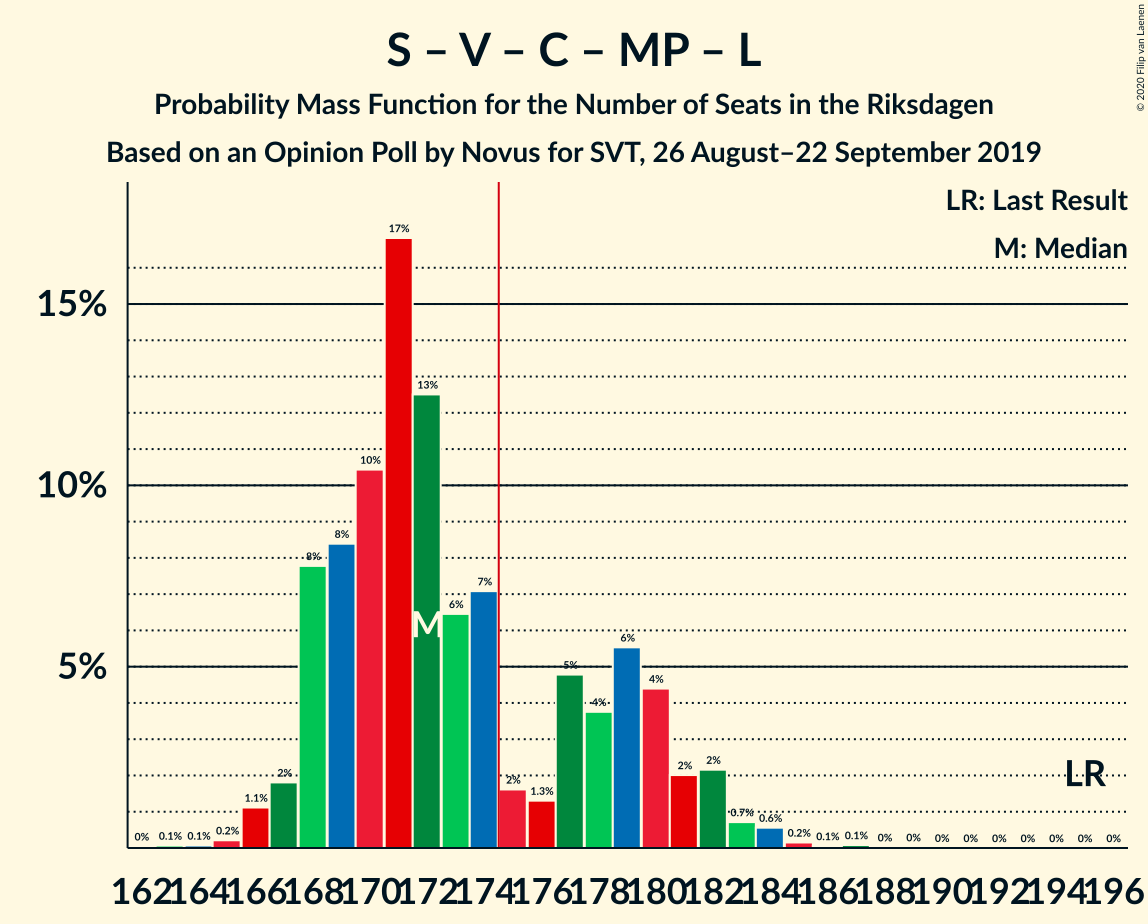 S – V – C – MP – L
Probability Mass Function for the Number of Seats in the Riksdagen
Based on an Opinion Poll by Novus for SVT, 26 August–22 September 2019
© 2020 Filip van Laenen
LR: Last Result
M: Median
15%
10%
5%
0% 0.1% 0.1% 0.2% 1.1% 2% 8% 8% 10% 17% 13% 6% 7% 2% 1.3% 5% 4% 6% 4% 2% 2% 0.7% 0.6% 0.2% 0.1% 0.1% 0% 0% 0% 0% 0% 0% 0% 0% 0%
M
LR
162 164 166 168 170 172 174 176 178 180 182 184 186 188 190 192 194 196